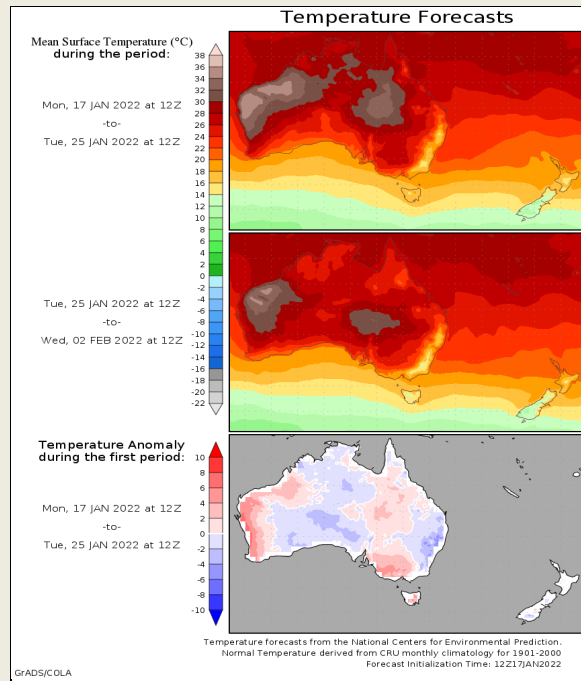 Temperature Forecasts
Mean Surface Temperature (°C)
during the period:
Mon, 17 JAN 2022 at 12Z
-to-
Tue, 25 JAN 2022 at 12Z
38
36
34
32
30
28
26
24
22
20
18
16
14
12
10
8
6
4
2
0
-2
-4
-6
-8
-10
-12
-14
-16
-18
-20
-22
Tue, 25 JAN 2022 at 12Z
-to-
Wed, 02 FEB 2022 at 12Z
Temperature Anomaly
during the first period:
Mon, 17 JAN 2022 at 12Z
-to-
Tue, 25 JAN 2022 at 12Z
10
8
6
4
2
0
-2
-4
-6
-8
-10
Temperature forecasts from the National Centers for Environmental Prediction.
Normal Temperature derived from CRU monthly climatology for 1901-2000
Forecast Initialization Time: 12Z17JAN2022
GrADS/COLA